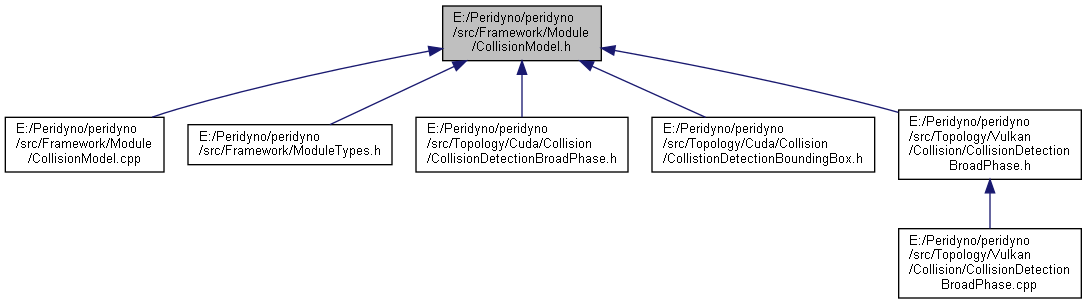 E:/Peridyno/peridyno
/src/Framework/Module
/CollisionModel.h
E:/Peridyno/peridyno
/src/Framework/Module
/CollisionModel.cpp
E:/Peridyno/peridyno
/src/Framework/ModuleTypes.h
E:/Peridyno/peridyno
/src/Topology/Cuda/Collision
/CollisionDetectionBroadPhase.h
E:/Peridyno/peridyno
/src/Topology/Cuda/Collision
/CollistionDetectionBoundingBox.h
E:/Peridyno/peridyno
/src/Topology/Vulkan
/Collision/CollisionDetection
BroadPhase.h
E:/Peridyno/peridyno
/src/Topology/Vulkan
/Collision/CollisionDetection
BroadPhase.cpp